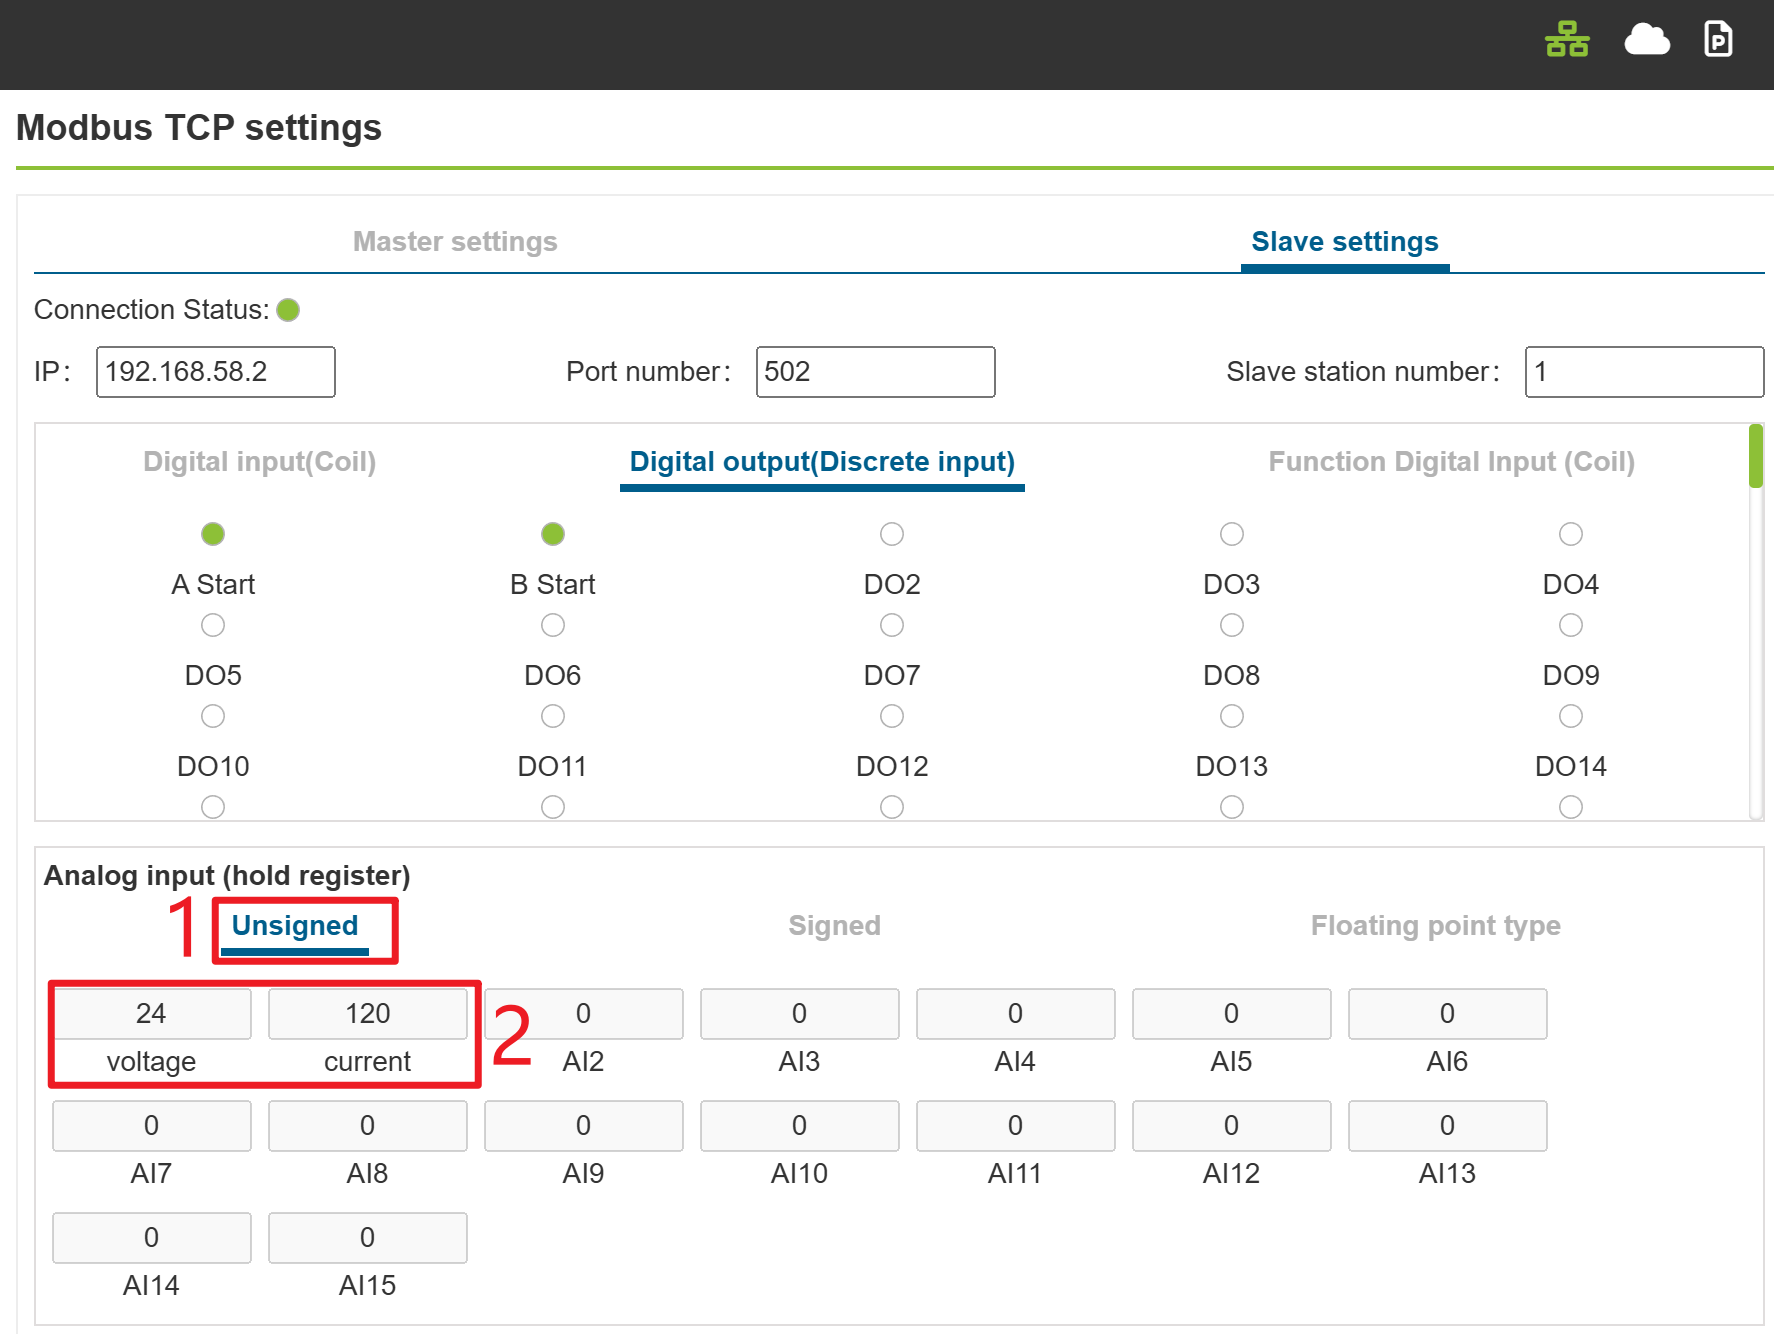 P
Modbus TCP settings
Master settings Slave settings
Connection Status:
IP: 192.168.58.2 Port number: 502 Slave station number: 1
Digital input(Coil) Digital output(Discrete input) Function Digital Input (Coil)
A Start B Start DO2 DO3 DO4
DO5 DO6 DO7 DO8 DO9
DO10 DO11 DO12 DO13 DO14
Analog input (hold register)
1 Unsigned Signed Floating point type
24 120 2 0 0 0 0 0
voltage current AI2 AI3 AI4 AI5 AI6
0 0 0 0 0 0 0
AI7 AI8 AI9 AI10 AI11 AI12 AI13
0 0
AI14 AI15